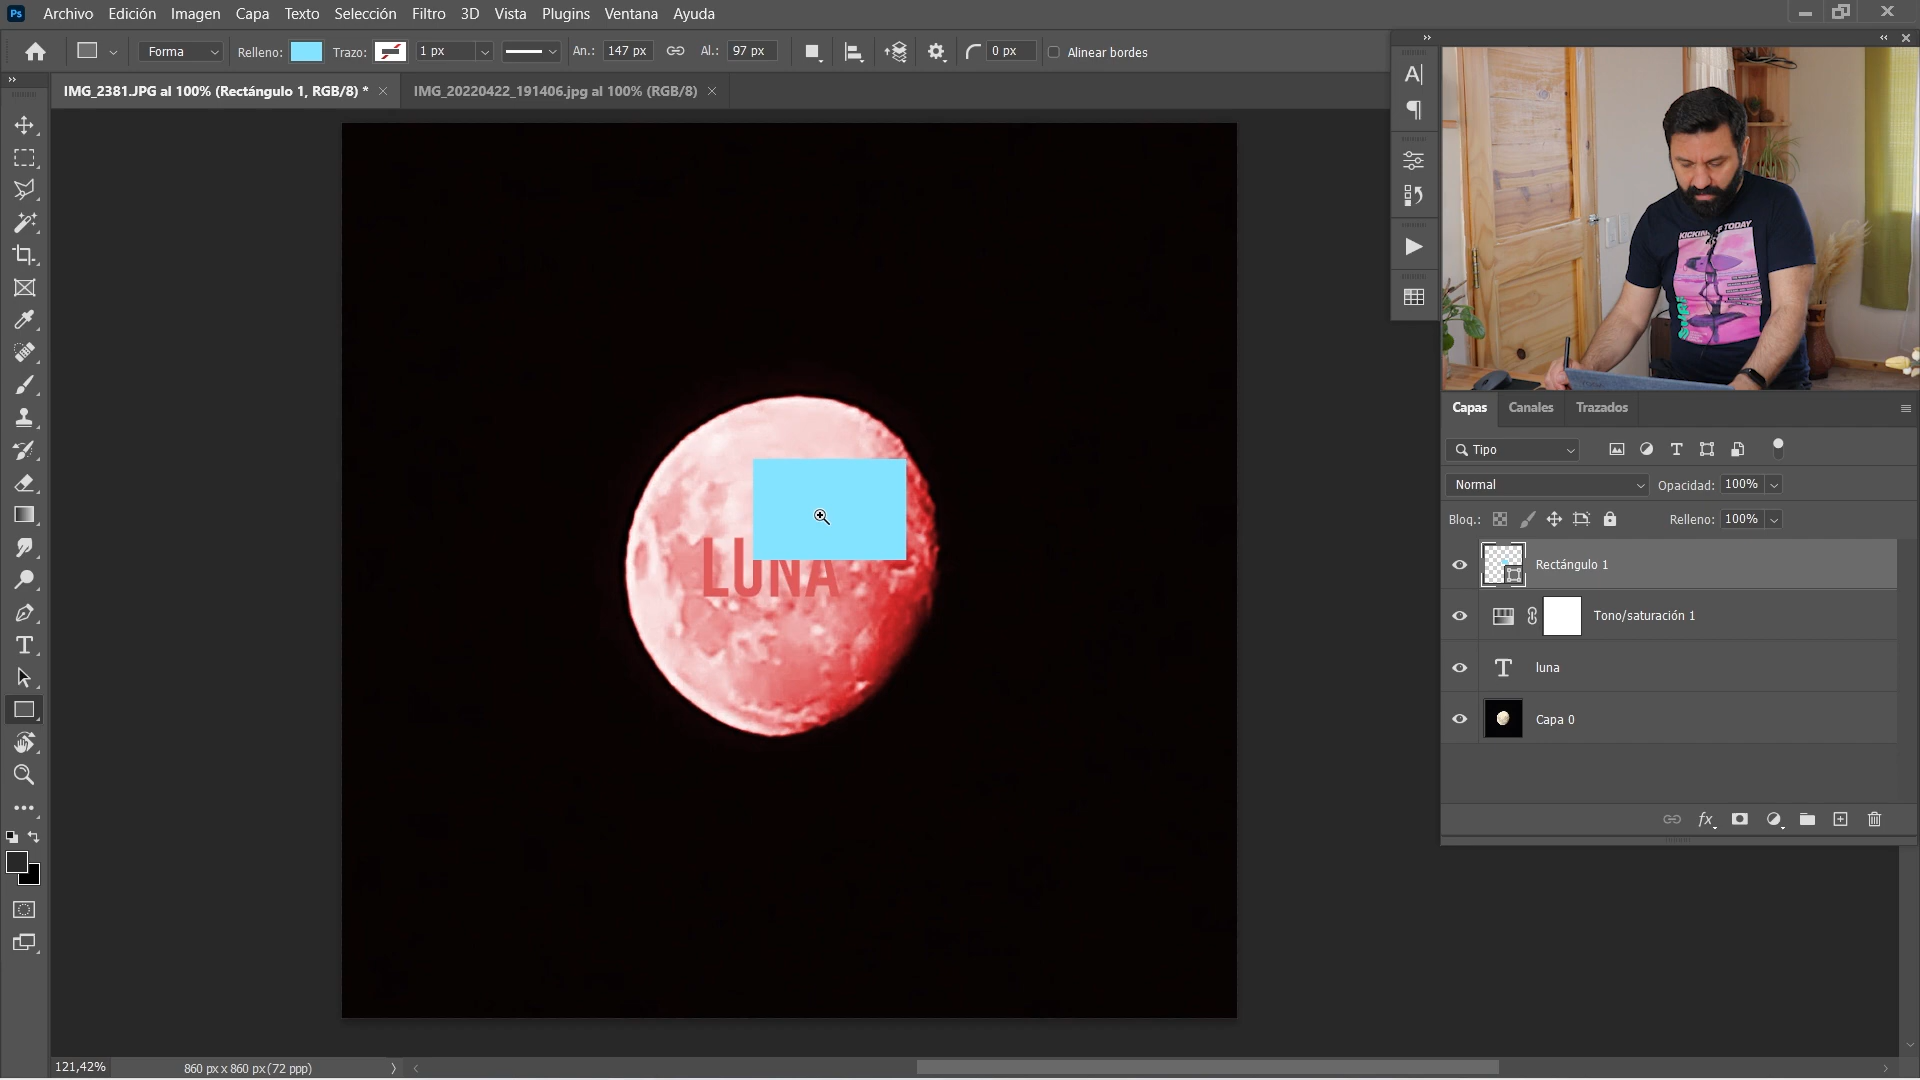 Ps Archivo Edición Imagen Capa Texto Selección Filtro 3D Vista Plugins Ventana Ayuda
Forma Relleno: Trazo: 1 px An.: 147 px Al.: 97 px 0 px Alinear bordes
IMG_2381.JPG al 100% (Rectángulo 1, RGB/8) * IMG_20220422_191406.jpg al 100% (RGB/8)
LUNA
121,42% 860 px x 860 px (72 ppp)
Capas Canales Trazados
Tipo
Normal Opacidad: 100%
Bloq.: Relleno: 100%
Rectángulo 1
Tono/saturación 1
luna
Capa 0
fx